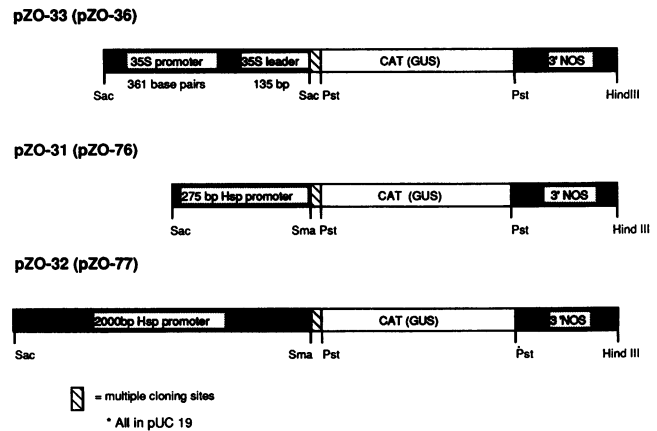 pZO-33 (pZO-36)
35S promoter 35S leader CAT (GUS) 3' NOS
361 base pairs 135 bp
Sac Sac Pst Pst HindIII
pZO-31 (pZO-76)
275 bp Hsp promoter CAT (GUS) 3' NOS
Sac Sma Pst Pst Hind III
pZO-32 (pZO-77)
2000bp Hsp promoter CAT (GUS) 3 'NOS
Sac Sma Pst Pst Hind III
= multiple cloning sites
* All in pUC 19